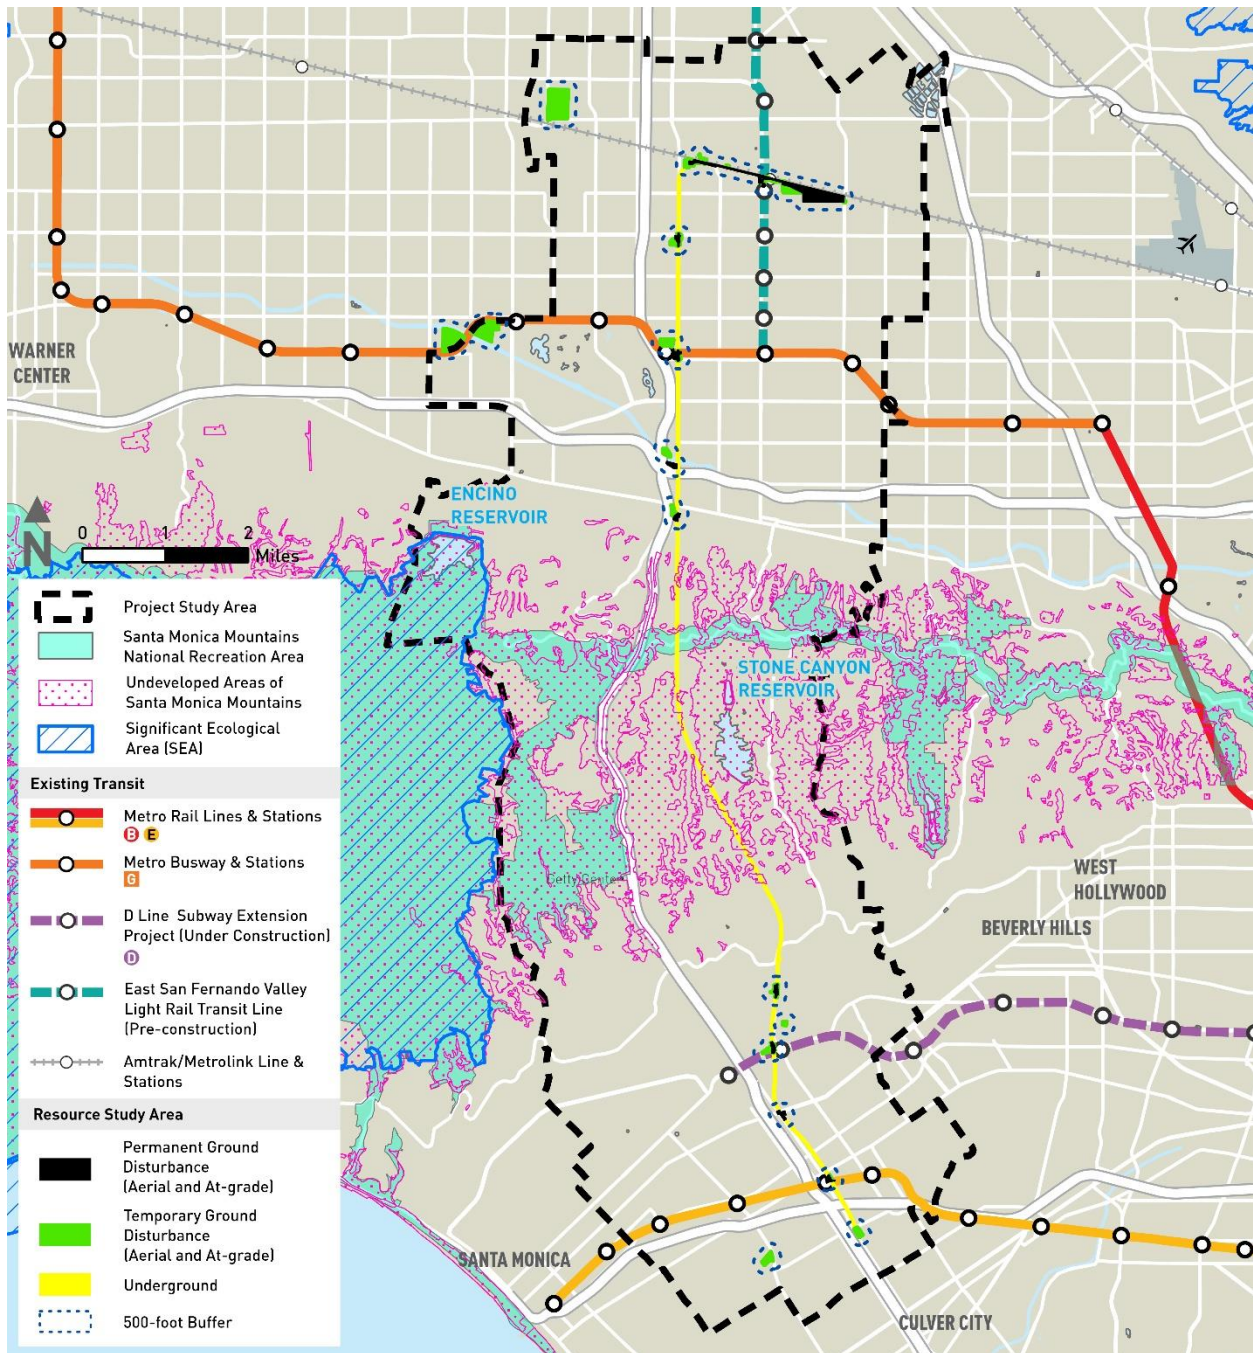 WARNER
CENTER
ENCINO
RESERVOIR
0 1 2
Miles
N
STONE CANYON
RESERVOIR
Getty Center
WEST
HOLLYWOOD
BEVERLY HILLS
SANTA MONICA
CULVER CITY
Project Study Area
Santa Monica Mountains
National Recreation Area
Undeveloped Areas of
Santa Monica Mountains
Significant Ecological
Area (SEA)
Existing Transit
Metro Rail Lines & Stations
B E
Metro Busway & Stations
G
D Line Subway Extension
Project (Under Construction)
D
East San Fernando Valley
Light Rail Transit Line
(Pre-construction)
Amtrak/Metrolink Line &
Stations
Resource Study Area
Permanent Ground
Disturbance
(Aerial and At-grade)
Temporary Ground
Disturbance
(Aerial and At-grade)
Underground
500-foot Buffer